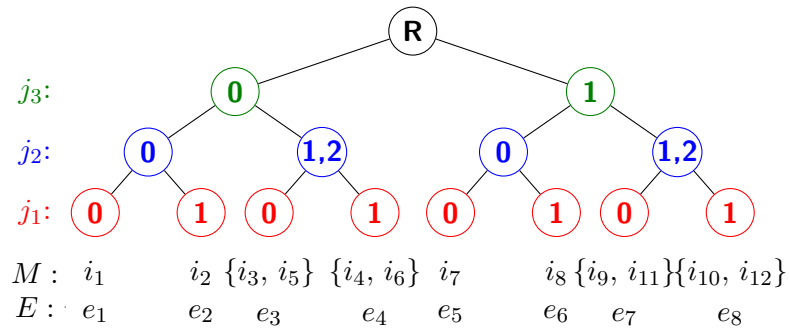 R
j₃: 0 1
j₂: 0 1,2 0 1,2
j₁: 0 1 0 1 0 1 0 1
M : i₁ i₂ {i₃, i₅} {i₄, i₆} i₇ i₈ {i₉, i₁₁} {i₁₀, i₁₂}
E : e₁ e₂ e₃ e₄ e₅ e₆ e₇ e₈